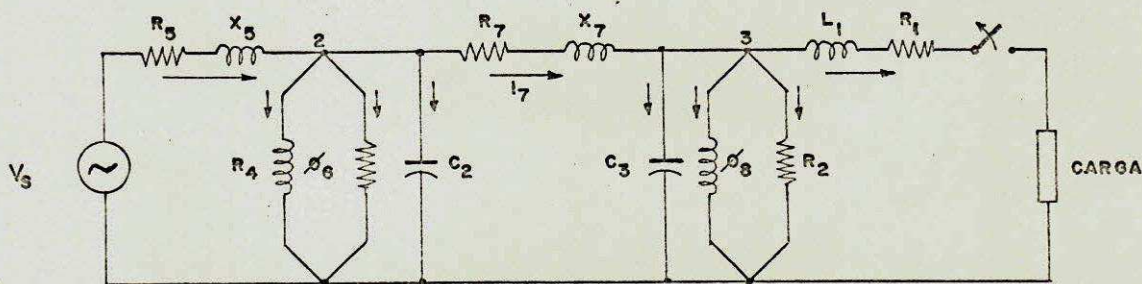 R5 X5 2 R7 X7 3 L1 R1
I7
Vs R4 ø6 C2 C3 ø8 R2 CARGA